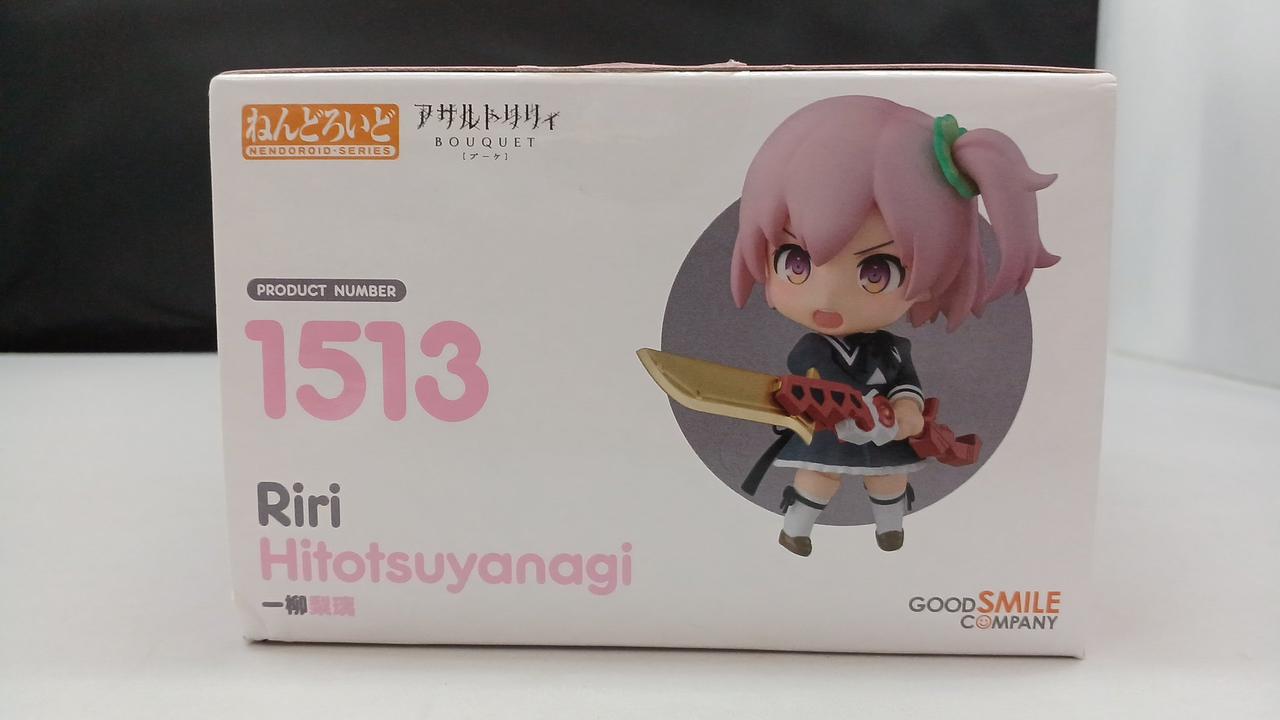 ねんどろいど
NENDOROID·SERIES
アサルトリリィ
BOUQUET
［ブーケ］
PRODUCT NUMBER
1513
Riri
Hitotsuyanagi
一柳梨璃
GOOD SMILE
COMPANY